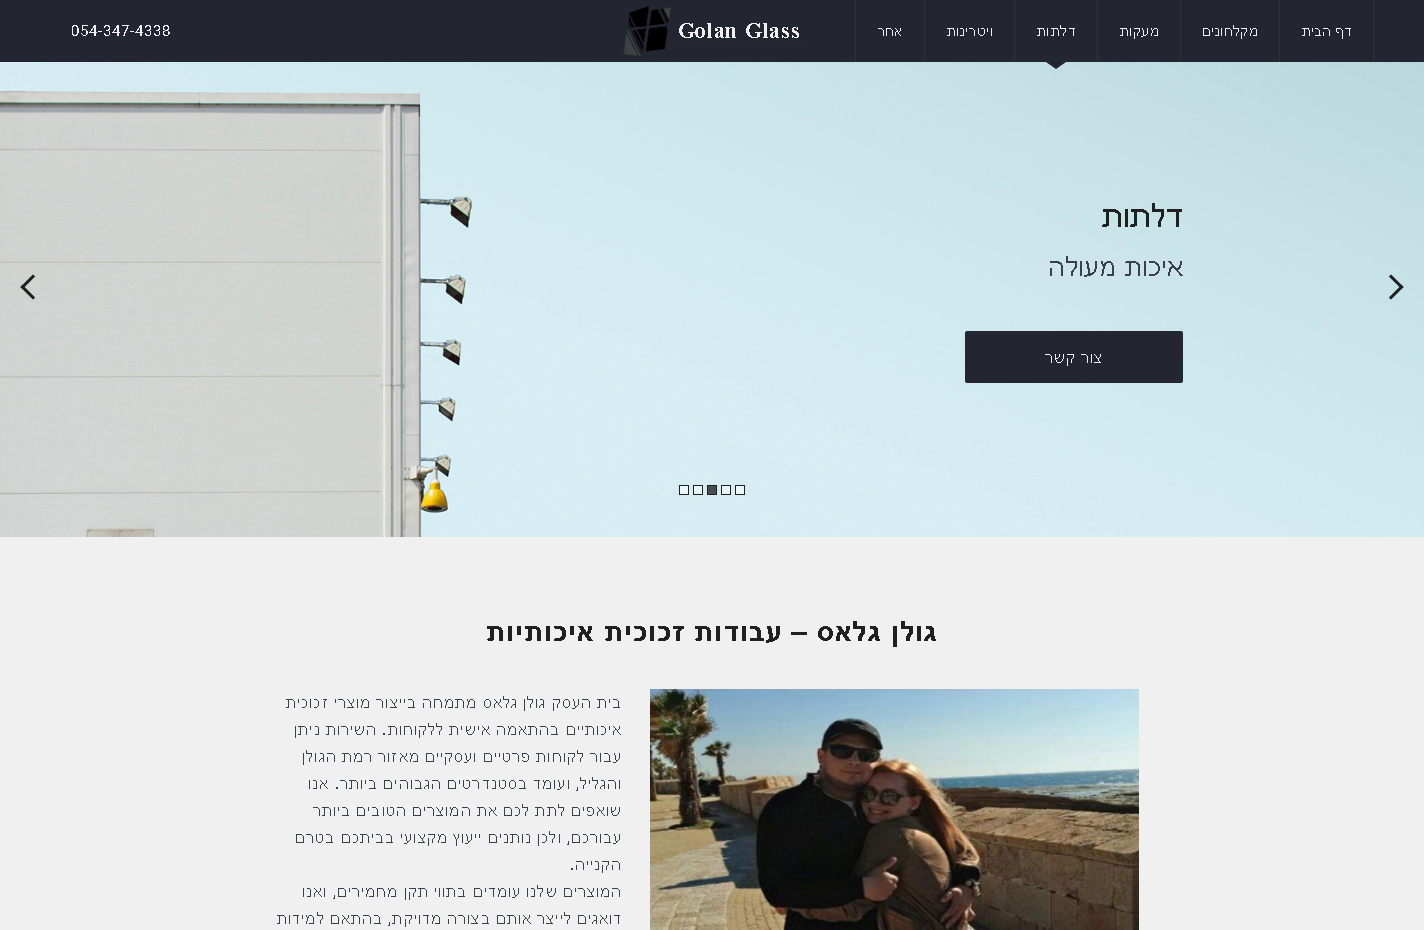 דף הבית
מקלחונים
מעקות
דלתות
ויטרינות
אחר
Golan Glass
054-347-4338
דלתות
איכות מעולה
צור קשר
גולן גלאס – עבודות זכוכית איכותיות
בית העסק גולן גלאס מתמחה בייצור מוצרי זכוכית
איכותיים בהתאמה אישית ללקוחות. השירות ניתן
עבור לקוחות פרטיים ועסקיים מאזור רמת הגולן
והגליל, ועומד בסטנדרטים הגבוהים ביותר. אנו
שואפים לתת לכם את המוצרים הטובים ביותר
עבורכם, ולכן נותנים ייעוץ מקצועי בביתכם בטרם
הקנייה.
המוצרים שלנו עומדים בתווי תקן מחמירים, ואנו
דואגים לייצר אותם בצורה מדויקת, בהתאם למידות